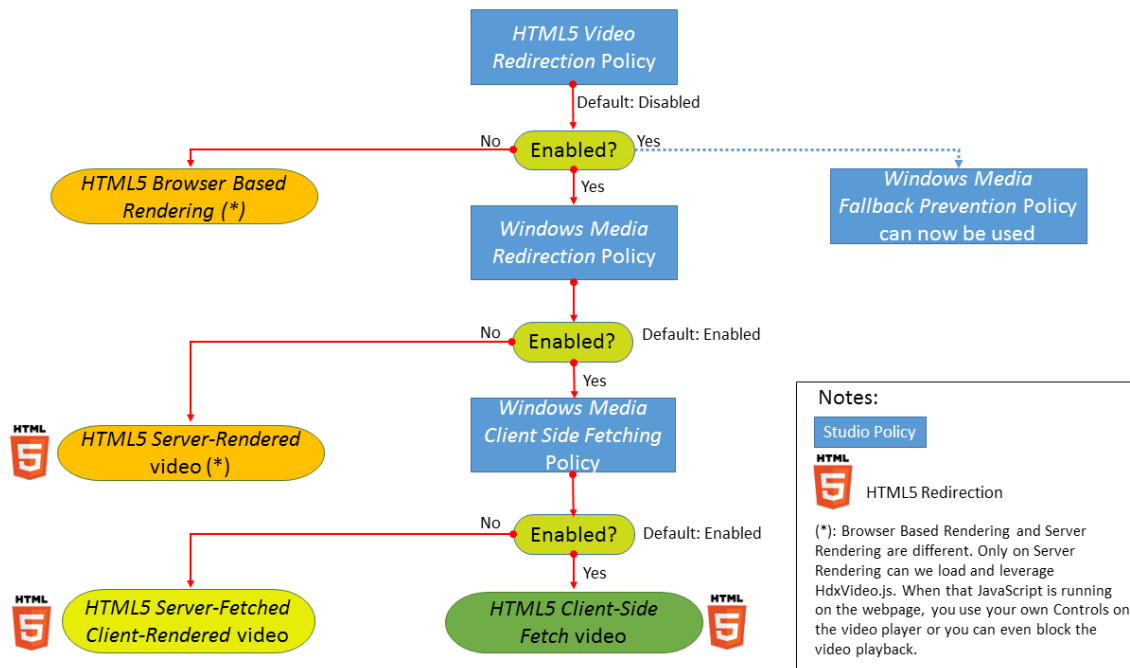 HTML5 Video
Redirection Policy
Default: Disabled
No
Enabled?
Yes
HTML5 Browser Based
Rendering (*)
Yes
Windows Media
Fallback Prevention Policy
can now be used
Windows Media
Redirection Policy
No
Enabled?
Default: Enabled
Yes
HTML
5
HTML5 Server-Rendered
video (*)
Windows Media
Client Side Fetching
Policy
No
Enabled?
Default: Enabled
Yes
HTML
5
HTML5 Server-Fetched
Client-Rendered video
HTML5 Client-Side
Fetch video
HTML
5
Notes:
Studio Policy
HTML
5
HTML5 Redirection
(*): Browser Based Rendering and Server
Rendering are different. Only on Server
Rendering can we load and leverage
HdxVideo.js. When that JavaScript is running
on the webpage, you use your own Controls on
the video player or you can even block the
video playback.